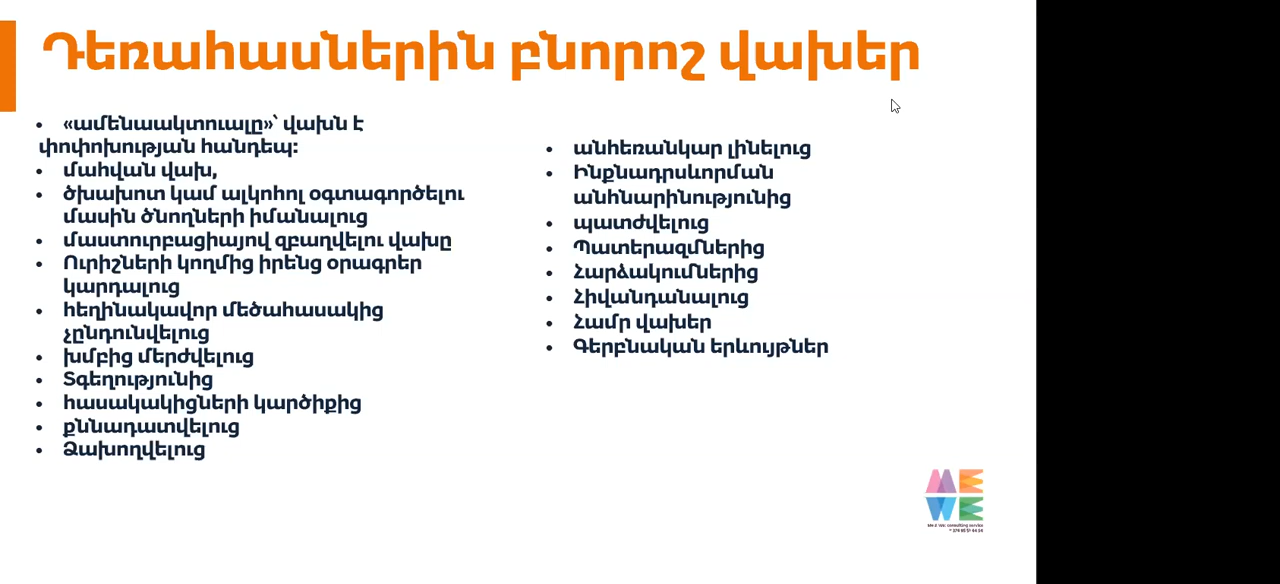 Դեռահասներին բնորոշ վախեր
• «ամենաակտուալը»՝ վախն է
փոփոխության հանդեպ:
• մահվան վախ,
• ծխախոտ կամ ալկոհոլ օգտագործելու
մասին ծնողների իմանալուց
• մաստուրբացիայով զբաղվելու վախը
• Ուրիշների կողմից իրենց օրագրեր
կարդալուց
• հեղինակավոր մեծահասակից
չընդունվելուց
• խմբից մերժվելուց
• Տգեղությունից
• հասակակիցների կարծիքից
• քննադատվելուց
• Ձախողվելուց
• անհեռանկար լինելուց
• Ինքնադրսևորման
անհնարինությունից
• պատժվելուց
• Պատերազմներից
• Հարձակումներից
• Հիվանդանալուց
• Համր վախեր
• Գերբնական երևույթներ
ME
WE